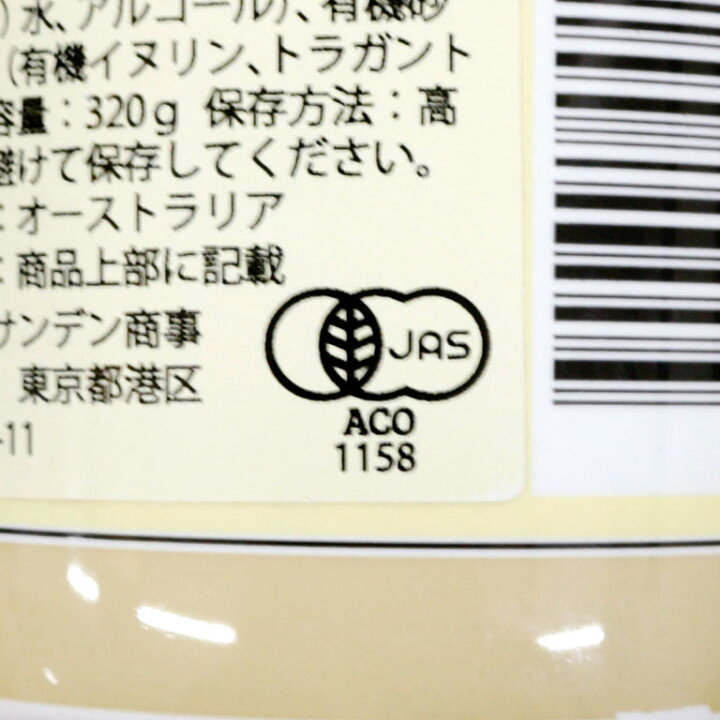 水、アルコール)、有機砂
(有機イヌリン、トラガント
容量：320g 保存方法：高
避けて保存してください。
：オーストラリア
：商品上部に記載
サンデン商事
東京都港区
-11
JAS
ACO
1158